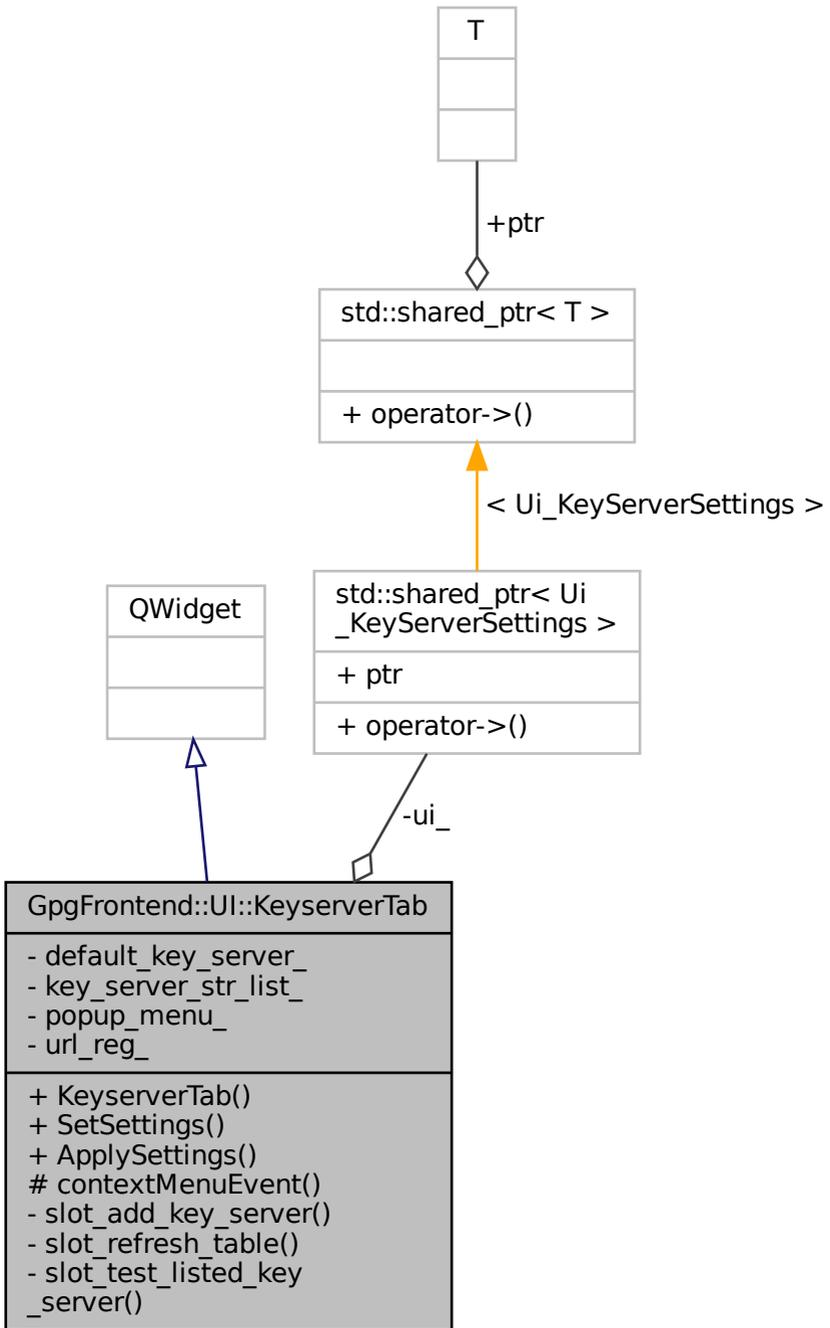 T
+ptr
std::shared_ptr< T >
+ operator->()
< Ui_KeyServerSettings >
QWidget
std::shared_ptr< Ui
_KeyServerSettings >
+ ptr
+ operator->()
-ui_
GpgFrontend::UI::KeyserverTab
- default_key_server_
- key_server_str_list_
- popup_menu_
- url_reg_
+ KeyserverTab()
+ SetSettings()
+ ApplySettings()
# contextMenuEvent()
- slot_add_key_server()
- slot_refresh_table()
- slot_test_listed_key
_server()